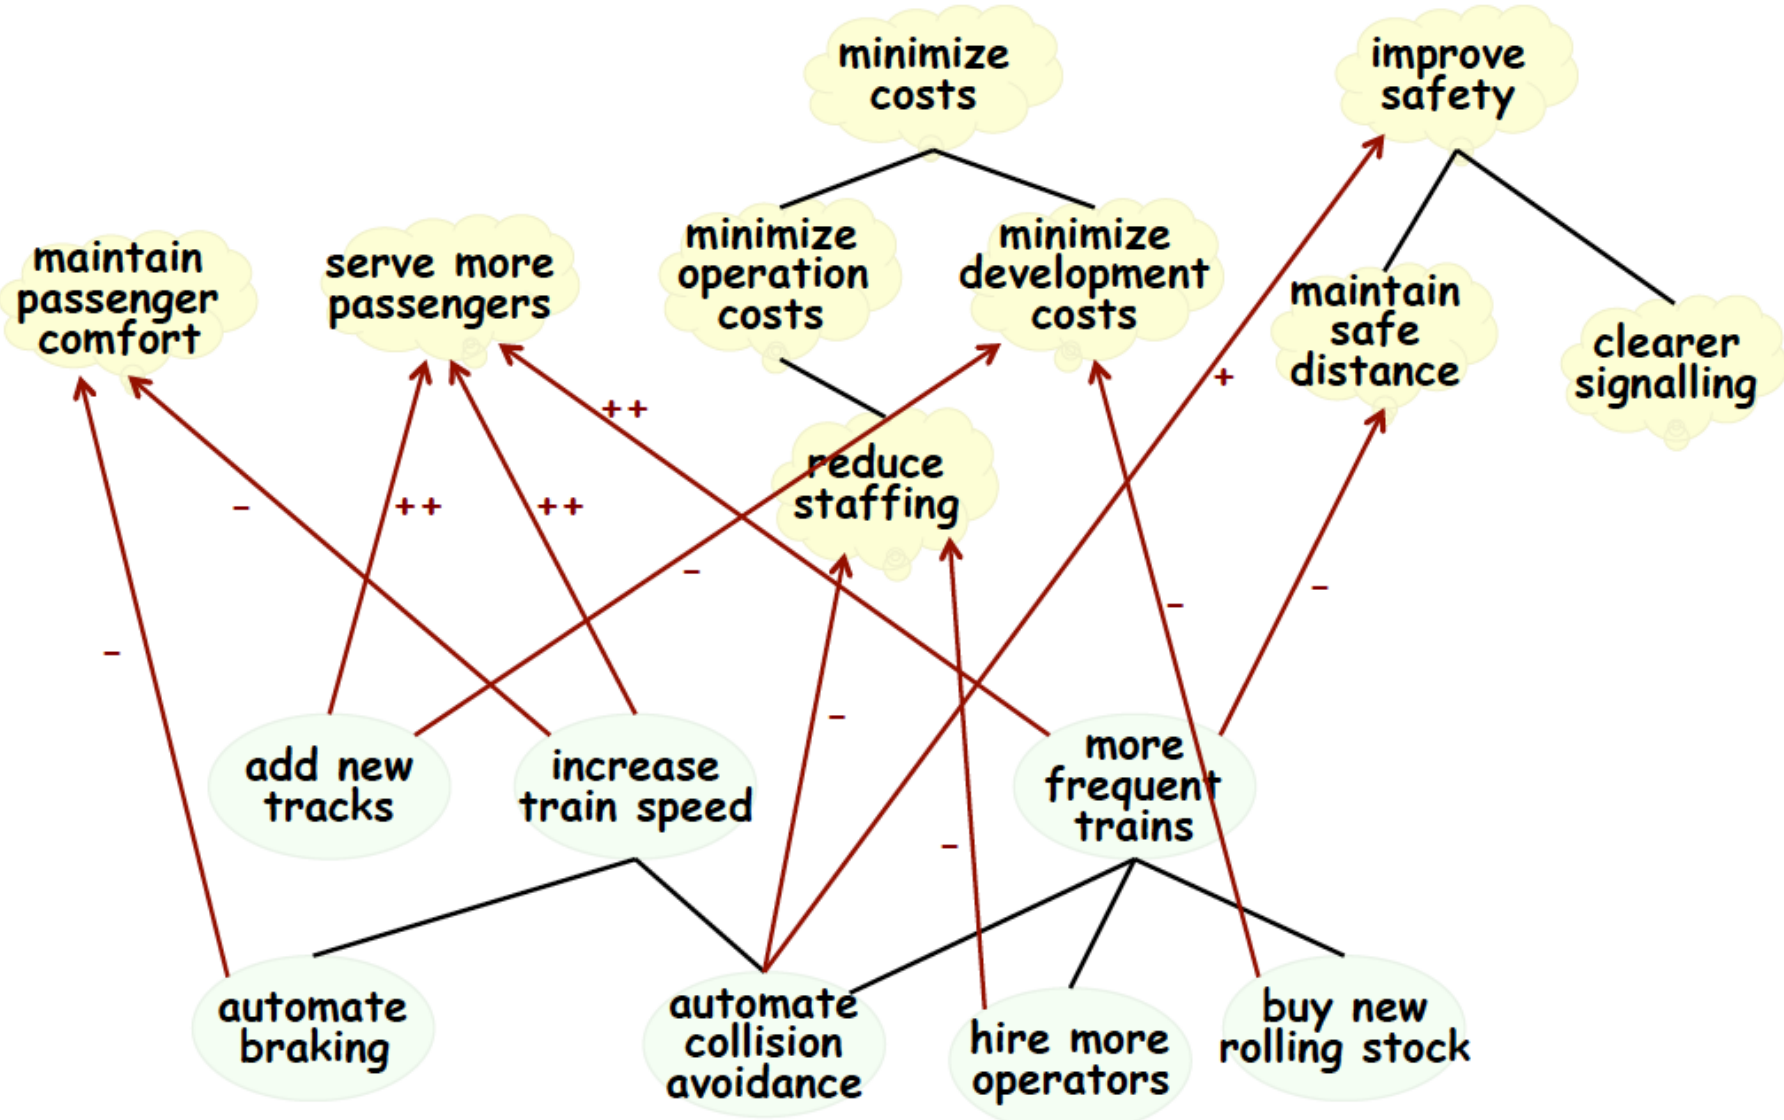 minimize
costs
improve
safety
maintain
passenger
comfort
serve more
passengers
minimize
operation
costs
minimize
development
costs
maintain
safe
distance
clearer
signalling
+
++
reduce
staffing
-
++
++
-
-
-
-
-
-
add new
tracks
increase
train speed
more
frequent
trains
automate
braking
automate
collision
avoidance
hire more
operators
buy new
rolling stock